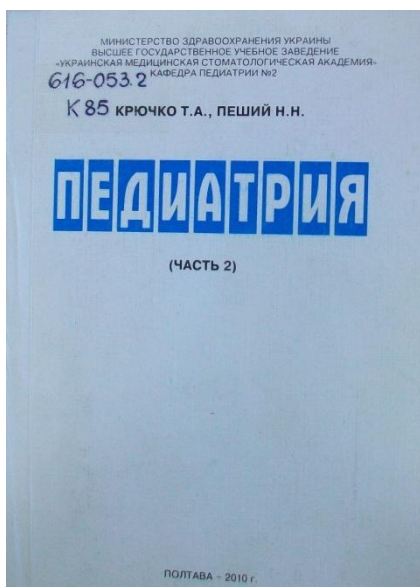 МИНИСТЕРСТВО ЗДРАВООХРАНЕНИЯ УКРАИНЫ
ВЫСШЕЕ ГОСУДАРСТВЕННОЕ УЧЕБНОЕ ЗАВЕДЕНИЕ
«УКРАИНСКАЯ МЕДИЦИНСКАЯ СТОМАТОЛОГИЧЕСКАЯ АКАДЕМИЯ»
КАФЕДРА ПЕДИАТРИИ №2
616-053.2
К 85 КРЮЧКО Т.А., ПЕШИЙ Н.Н.
ПЕДИАТРИЯ
(ЧАСТЬ 2)
ПОЛТАВА - 2010 г.